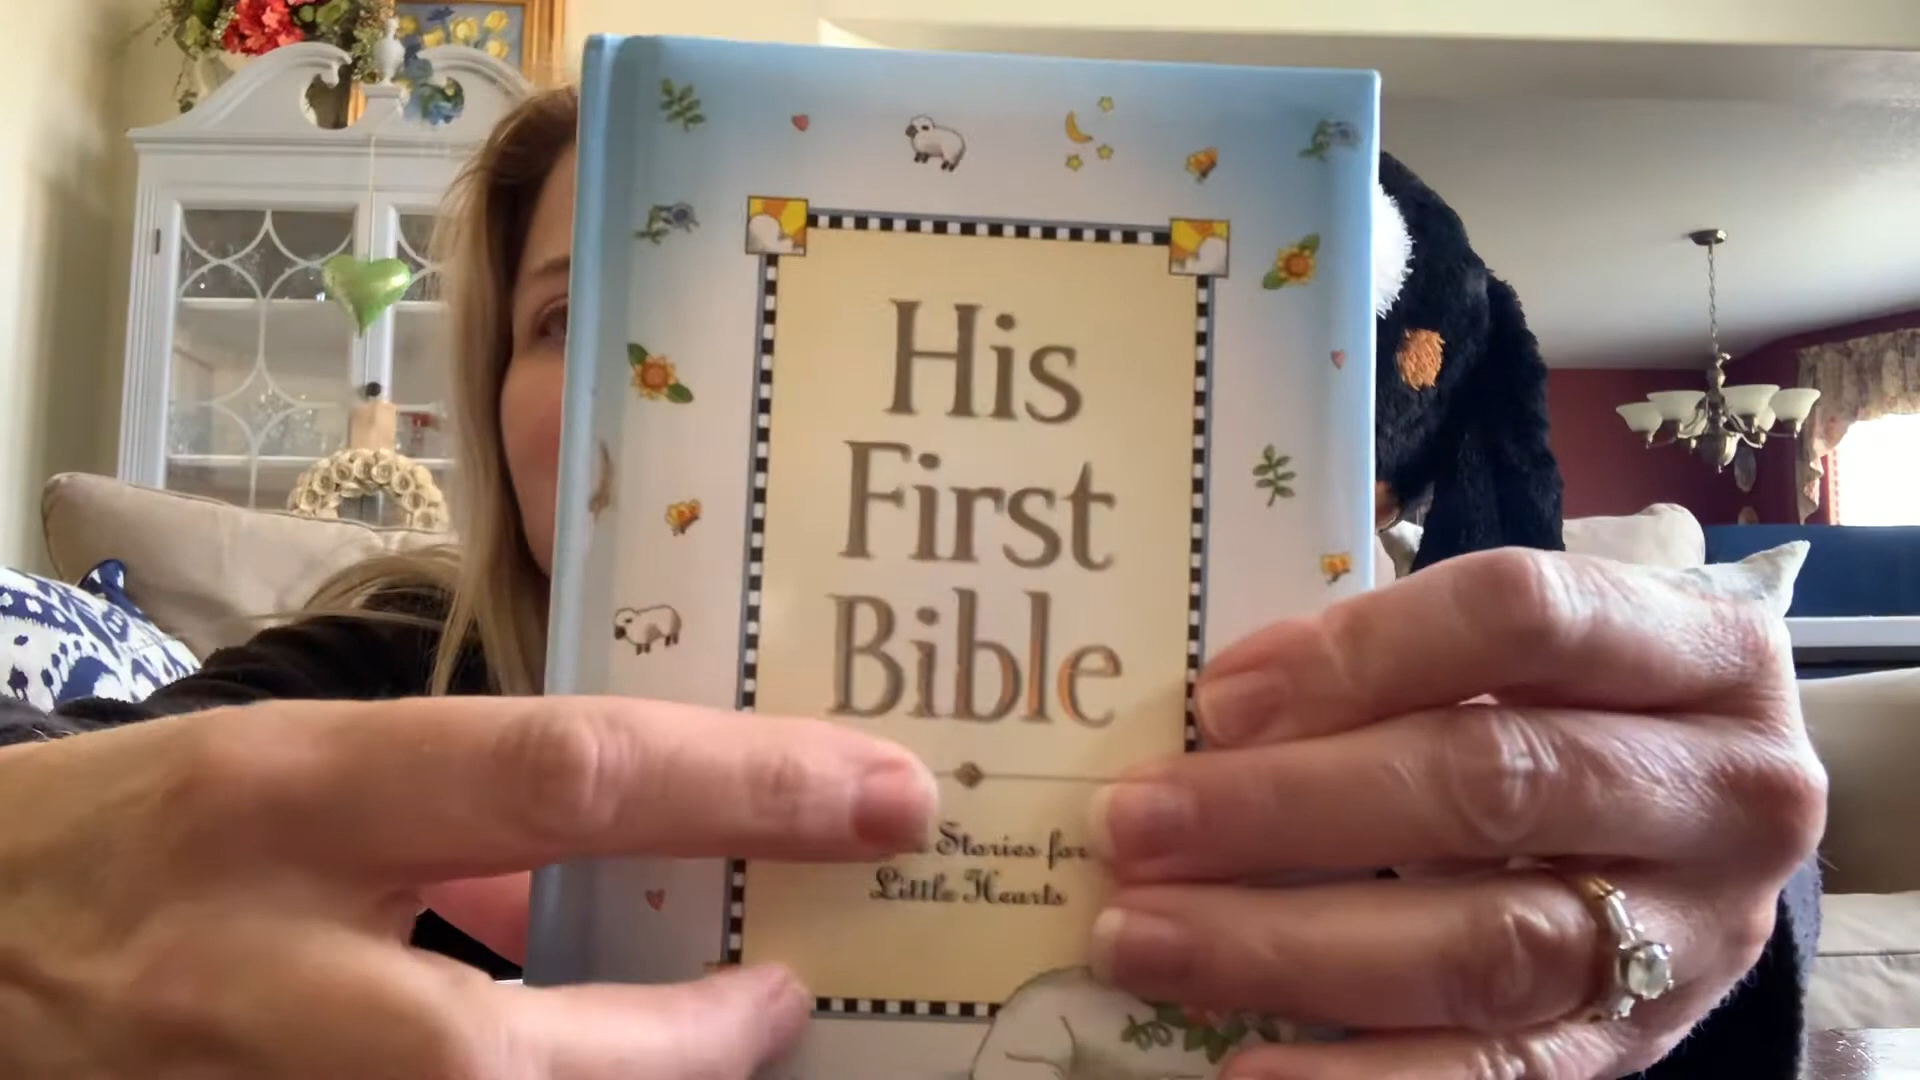 His
First
Bible
Stories for
Little Hearts